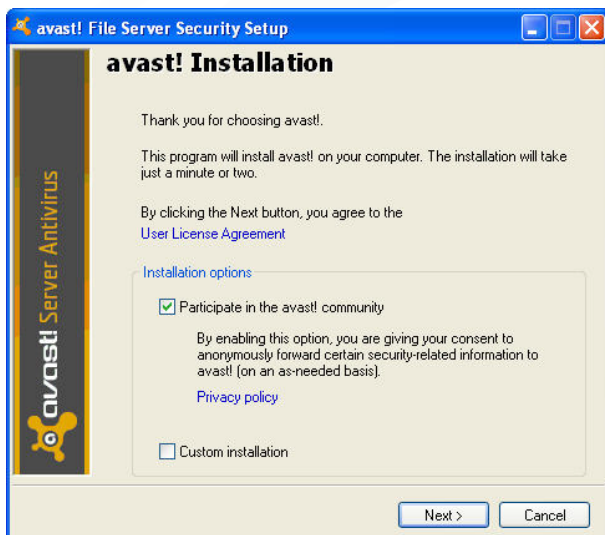 avast! File Server Security Setup
avast! Installation
Thank you for choosing avast!.
This program will install avast! on your computer. The installation will take
just a minute or two.
By clicking the Next button, you agree to the
User License Agreement
Installation options
Participate in the avast! community
By enabling this option, you are giving your consent to
anonymously forward certain security-related information to
avast! (on an as-needed basis).
Privacy policy
Custom installation
avast! Server Antivirus
Next >
Cancel